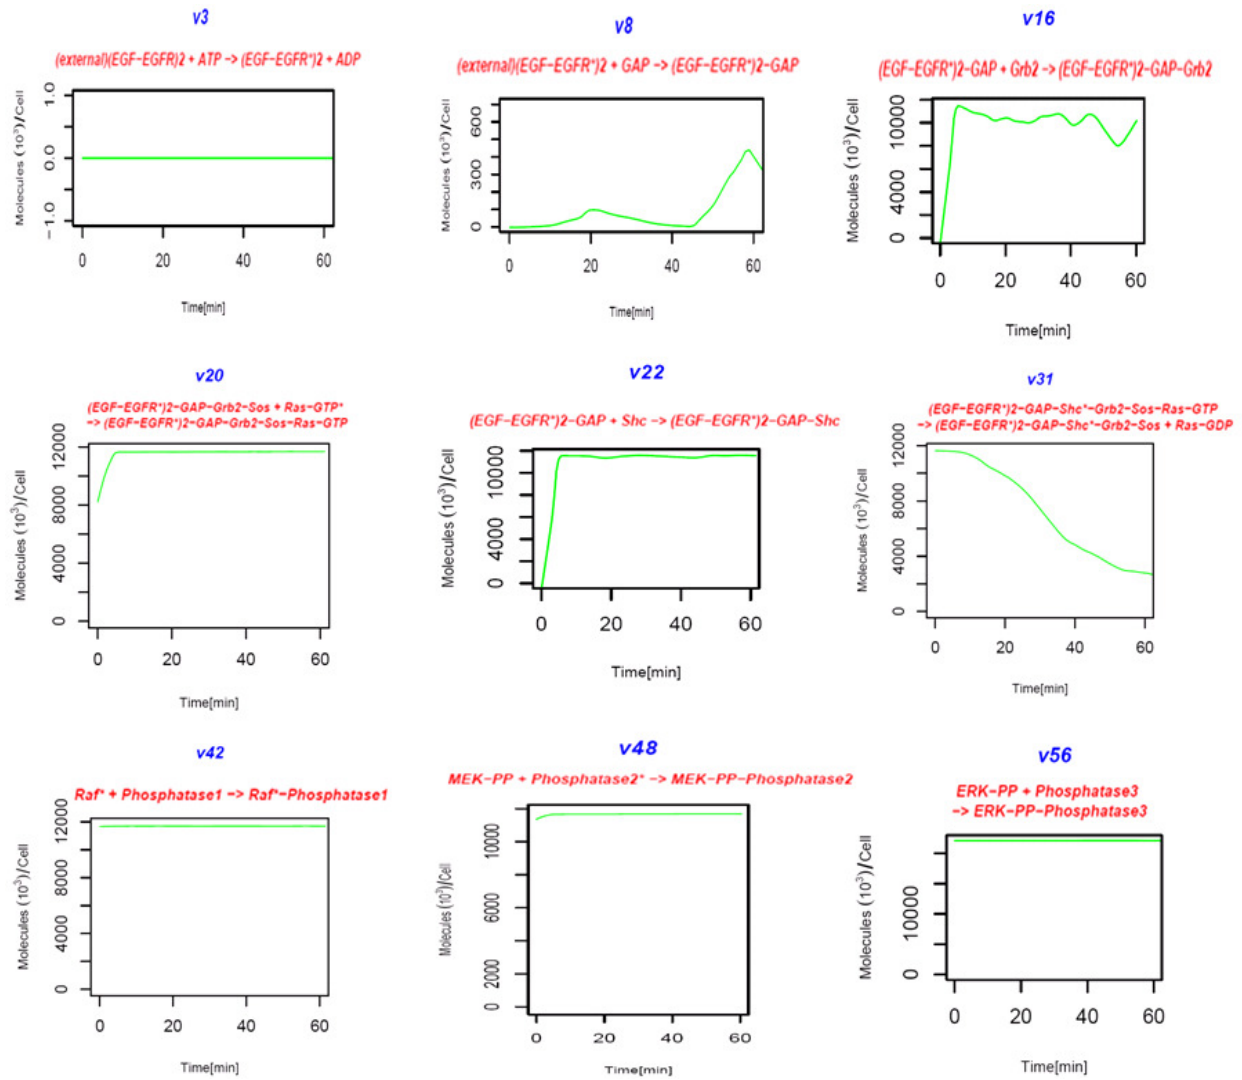 v3
(external)(EGF-EGFR)2 + ATP -> (EGF-EGFR*)2 + ADP
Molecules (10³)/Cell
1.0
0.0
-1.0
0 20 40 60
Time[min]
v8
(external)(EGF-EGFR*)2 + GAP -> (EGF-EGFR*)2-GAP
Molecules (10³)/Cell
600
300
0
0 20 40 60
Time[min]
v16
(EGF-EGFR*)2-GAP + Grb2 -> (EGF-EGFR*)2-GAP-Grb2
Molecules (10³)/Cell
10000
4000
0
0 20 40 60
Time[min]
v20
(EGF-EGFR*)2-GAP-Grb2-Sos + Ras-GTP*
-> (EGF-EGFR*)2-GAP-Grb2-Sos-Ras-GTP
Molecules (10³)/Cell
12000
8000
4000
0
0 20 40 60
Time[min]
v22
(EGF-EGFR*)2-GAP + Shc -> (EGF-EGFR*)2-GAP-Shc
Molecules (10³)/Cell
10000
4000
0
0 20 40 60
Time[min]
v31
(EGF-EGFR*)2-GAP-Shc*-Grb2-Sos-Ras-GTP
-> (EGF-EGFR*)2-GAP-Shc*-Grb2-Sos + Ras-GDP
Molecules (10³)/Cell
12000
8000
4000
0
0 20 40 60
Time[min]
v42
Raf* + Phosphatase1 -> Raf*-Phosphatase1
Molecules (10³)/Cell
12000
8000
4000
0
0 20 40 60
Time[min]
v48
MEK-PP + Phosphatase2* -> MEK-PP-Phosphatase2
Molecules (10³)/Cell
10000
6000
2000
0
0 20 40 60
Time[min]
v56
ERK-PP + Phosphatase3
-> ERK-PP-Phosphatase3
Molecules (10³)/Cell
10000
0
0 20 40 60
Time[min]